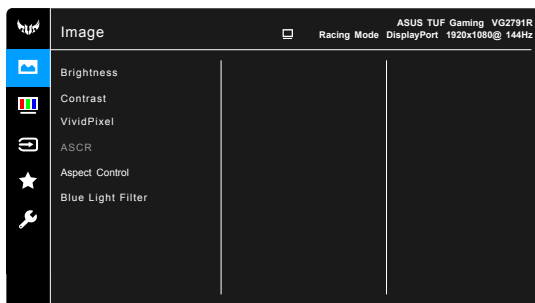 Image
ASUS TUF Gaming VG2791R
Racing Mode DisplayPort 1920x1080@ 144Hz
Brightness
Contrast
VividPixel
ASCR
Aspect Control
Blue Light Filter